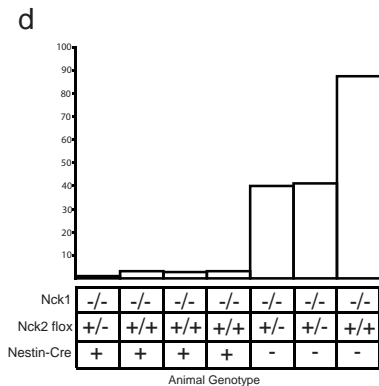 d
100
90
80
70
60
50
40
30
20
10
Nck1 -/- -/- -/- -/- -/- -/- -/-
Nck2 flox +/- +/+ +/+ +/+ +/- +/- +/+
Nestin-Cre + + + + - - -
Animal Genotype